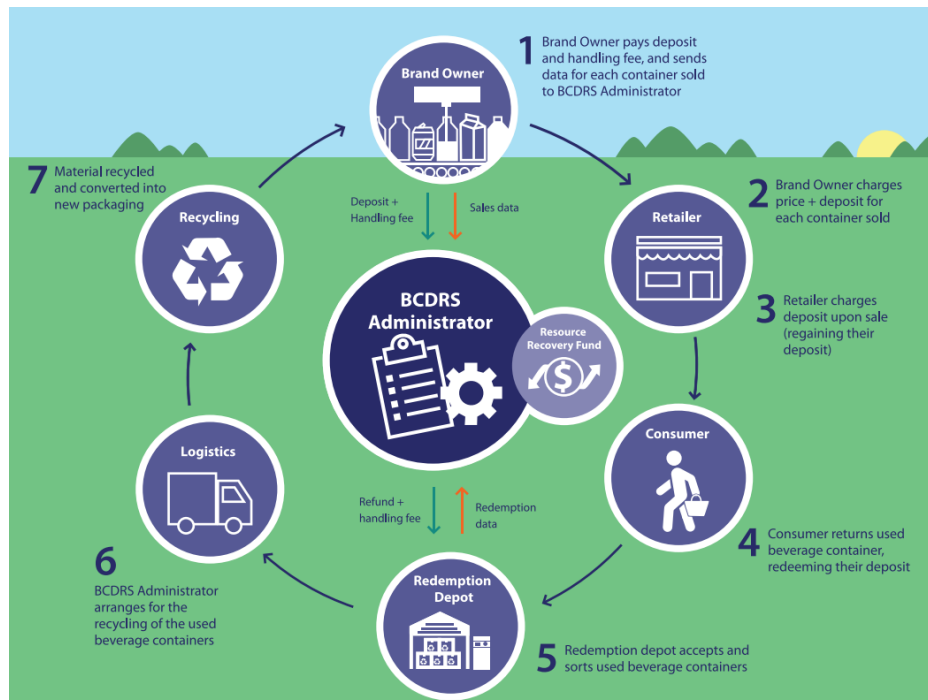 1
Brand Owner pays deposit
and handling fee, and sends
data for each container sold
to BCDRS Administrator
Brand Owner
7
Material recycled
and converted into
new packaging
Recycling
Deposit +
Handling fee
Sales data
Retailer
2
Brand Owner charges
price + deposit for
each container sold
BCDRS
Administrator
Resource
Recovery Fund
$
3
Retailer charges
deposit upon sale
(regaining their
deposit)
Logistics
Consumer
Refund +
handling fee
Redemption
data
4
Consumer returns used
beverage container,
redeeming their deposit
6
BCDRS Administrator
arranges for the
recycling of the used
beverage containers
Redemption
Depot
5
Redemption depot accepts and
sorts used beverage containers